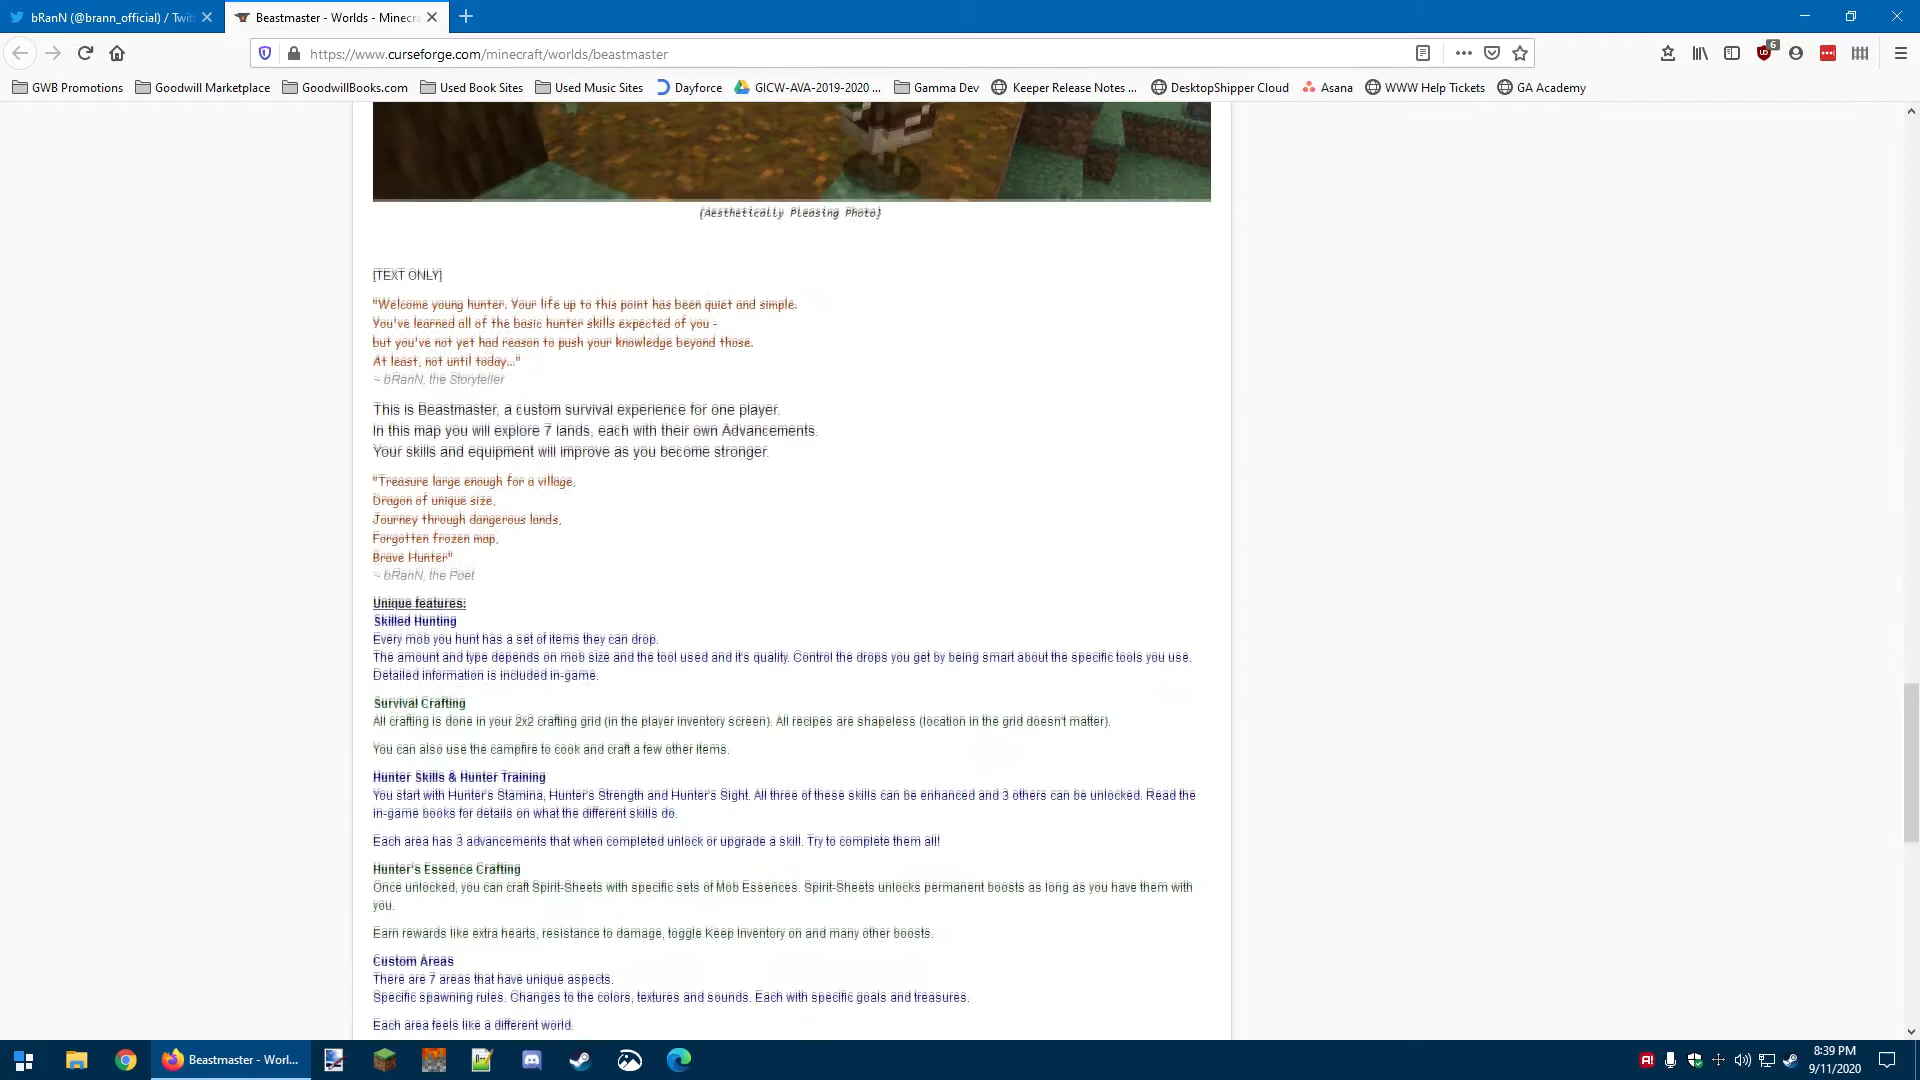 bRanN (@brann_official) / Twit
Beastmaster - Worlds - Minecra
https://www.curseforge.com/minecraft/worlds/beastmaster
6
GWB Promotions
Goodwill Marketplace
GoodwillBooks.com
Used Book Sites
Used Music Sites
Dayforce
GICW-AVA-2019-2020 ...
Gamma Dev
Keeper Release Notes ...
DesktopShipper Cloud
Asana
WWW Help Tickets
GA Academy
{Aesthetically Pleasing Photo}
[TEXT ONLY]
"Welcome young hunter. Your life up to this point has been quiet and simple.
You've learned all of the basic hunter skills expected of you -
but you've not yet had reason to push your knowledge beyond those.
At least, not until today..."
~ bRanN, the Storyteller
This is Beastmaster, a custom survival experience for one player.
In this map you will explore 7 lands, each with their own Advancements.
Your skills and equipment will improve as you become stronger.
"Treasure large enough for a village,
Dragon of unique size,
Journey through dangerous lands,
Forgotten frozen map,
Brave Hunter"
~ bRanN, the Poet
Unique features:
Skilled Hunting
Every mob you hunt has a set of items they can drop.
The amount and type depends on mob size and the tool used and it's quality. Control the drops you get by being smart about the specific tools you use.
Detailed information is included in-game.
Survival Crafting
All crafting is done in your 2x2 crafting grid (in the player inventory screen). All recipes are shapeless (location in the grid doesn't matter).
You can also use the campfire to cook and craft a few other items.
Hunter Skills & Hunter Training
You start with Hunter's Stamina, Hunter's Strength and Hunter's Sight. All three of these skills can be enhanced and 3 others can be unlocked. Read the
in-game books for details on what the different skills do.
Each area has 3 advancements that when completed unlock or upgrade a skill. Try to complete them all!
Hunter's Essence Crafting
Once unlocked, you can craft Spirit-Sheets with specific sets of Mob Essences. Spirit-Sheets unlocks permanent boosts as long as you have them with
you.
Earn rewards like extra hearts, resistance to damage, toggle Keep Inventory on and many other boosts.
Custom Areas
There are 7 areas that have unique aspects.
Specific spawning rules. Changes to the colors, textures and sounds. Each with specific goals and treasures.
Each area feels like a different world.
Beastmaster - Worl...
8:39 PM
9/11/2020